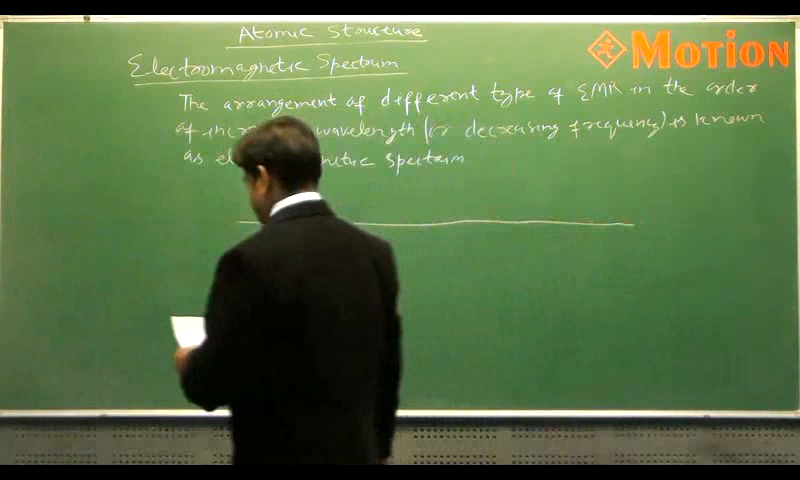 Atomic Structure
MOTION
Electromagnetic Spectrum
The arrangement of different type of EMR in the order
of wavelength (or decreasing frequency) is known
as spectrum